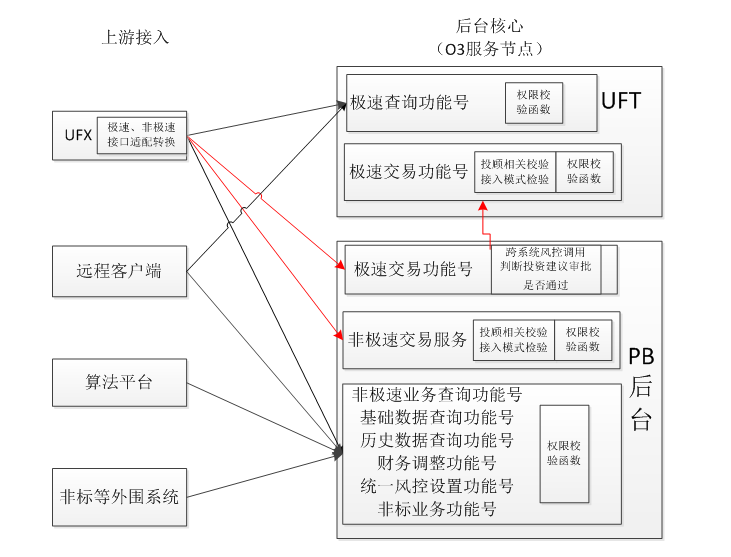 上游接入
后台核心
（O3服务节点）
UFX
极速、非极速
接口适配转换
远程客户端
算法平台
非标等外围系统
极速查询功能号
权限校
验函数
UFT
极速交易功能号
投顾相关校验
接入模式检验
权限校
验函数
极速交易功能号
跨系统风控调用
判断投资建议审批
是否通过
非极速交易服务
投顾相关校验
接入模式检验
权限校
验函数
PB
后
台
非极速业务查询功能号
基础数据查询功能号
历史数据查询功能号
财务调整功能号
统一风控设置功能号
非标业务功能号
权限校
验函数